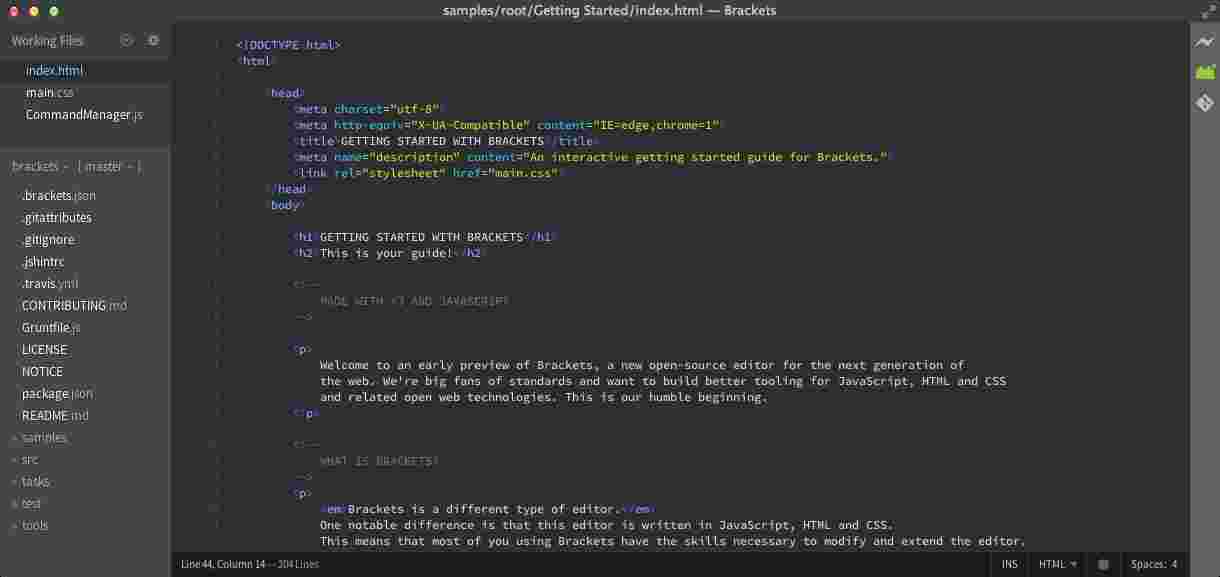 samples/root/Getting Started/index.html — Brackets
Working Files
index.html
main.css
CommandManager.js
brackets - [ master - ]
.brackets.json
.gitattributes
.gitignore
.jshintrc
.travis.yml
CONTRIBUTING.md
Gruntfile.js
LICENSE
NOTICE
package.json
README.md
samples
src
tasks
test
tools
<!DOCTYPE html>
<html>
<head>
<meta charset="utf-8">
<meta http-equiv="X-UA-Compatible" content="IE=edge,chrome=1">
<title>GETTING STARTED WITH BRACKETS</title>
<meta name="description" content="An interactive getting started guide for Brackets.">
<link rel="stylesheet" href="main.css">
</head>
<body>
<h1>GETTING STARTED WITH BRACKETS</h1>
<h2>This is your guide!</h2>
<!--
MADE WITH <3 AND JAVASCRIPT
-->
<p>
Welcome to an early preview of Brackets, a new open-source editor for the next generation of
the web. We're big fans of standards and want to build better tooling for JavaScript, HTML and CSS
and related open web technologies. This is our humble beginning.
</p>
<!--
WHAT IS BRACKETS?
-->
<p>
<em>Brackets is a different type of editor.</em>
One notable difference is that this editor is written in JavaScript, HTML and CSS.
This means that most of you using Brackets have the skills necessary to modify and extend the editor.
Line 44, Column 14 — 204 Lines
INS
HTML
Spaces: 4